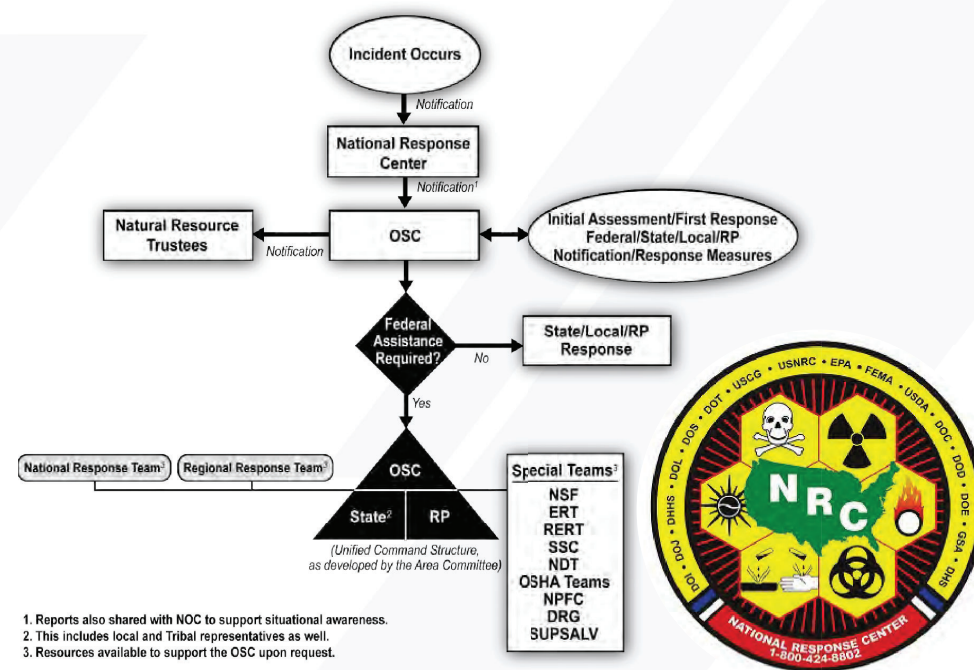 Incident Occurs
Notification
National Response
Center
Notification¹
Natural Resource
Trustees
Notification
OSC
Initial Assessment/First Response
Federal/State/Local/RP
Notification/Response Measures
Federal
Assistance
Required?
No
State/Local/RP
Response
Yes
National Response Team³
Regional Response Team³
OSC
State²
RP
(Unified Command Structure,
as developed by the Area Committee)
Special Teams³
NSF
ERT
RERT
SSC
NDT
OSHA Teams
NPFC
DRG
SUPSALV
1. Reports also shared with NOC to support situational awareness.
2. This includes local and Tribal representatives as well.
3. Resources available to support the OSC upon request.
DOI • DOJ • DHHS • DOL • DOS • DOT • USCG • USNRC • EPA • FEMA • USDA • DOC • DOD • DOE • GSA • DHS
NRC
NATIONAL RESPONSE CENTER
1-800-424-8802